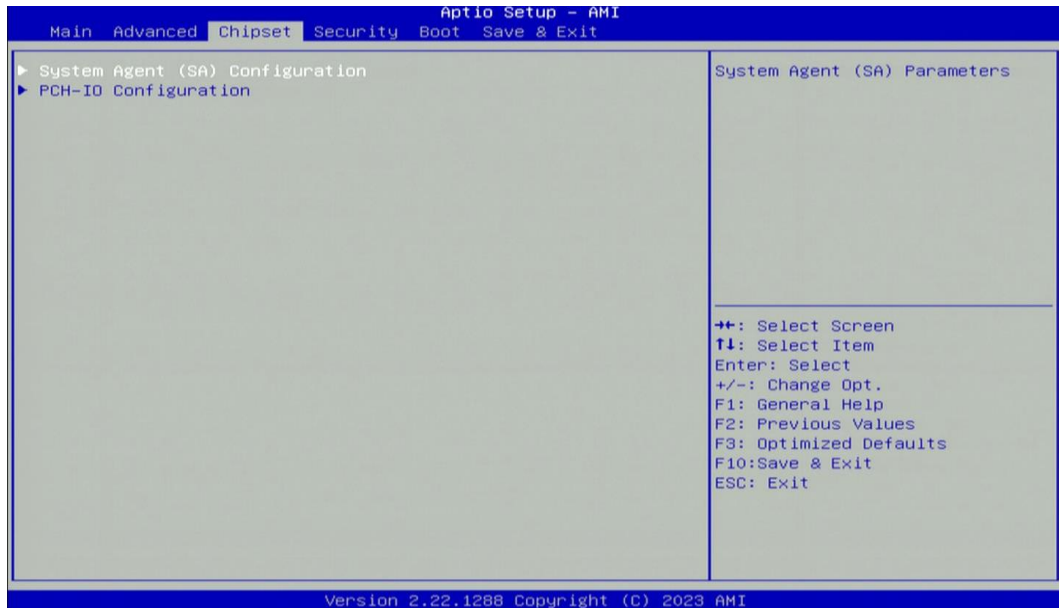 Aptio Setup – AMI
Main Advanced Chipset Security Boot Save & Exit
▶ System Agent (SA) Configuration
▶ PCH-IO Configuration
System Agent (SA) Parameters
→←: Select Screen
↑↓: Select Item
Enter: Select
+/-: Change Opt.
F1: General Help
F2: Previous Values
F3: Optimized Defaults
F10:Save & Exit
ESC: Exit
Version 2.22.1288 Copyright (C) 2023 AMI